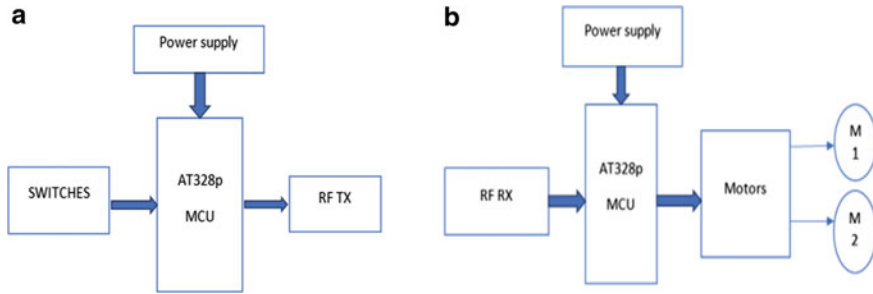 a
Power supply
SWITCHES
AT328p
MCU
RF TX
b
Power supply
RF RX
AT328p
MCU
Motors
M
1
M
2